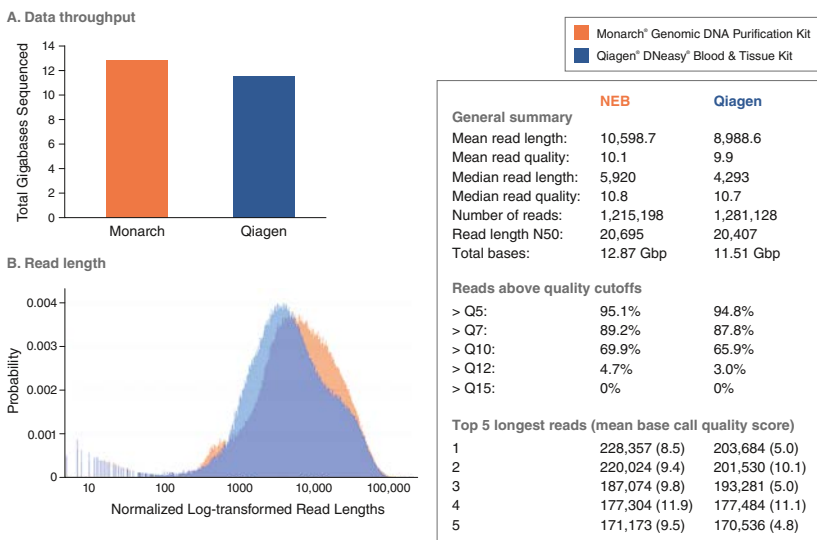 A. Data throughput
14
12
10
8
6
4
2
0
Total Gigabases Sequenced
Monarch
Qiagen
Monarch® Genomic DNA Purification Kit
Qiagen® DNeasy® Blood & Tissue Kit
B. Read length
0.004
0.003
0.002
0.001
0
Probability
10
100
1000
10,000
100,000
Normalized Log-transformed Read Lengths
NEB Qiagen
General summary
Mean read length: 10,598.7 8,988.6
Mean read quality: 10.1 9.9
Median read length: 5,920 4,293
Median read quality: 10.8 10.7
Number of reads: 1,215,198 1,281,128
Read length N50: 20,695 20,407
Total bases: 12.87 Gbp 11.51 Gbp
Reads above quality cutoffs
> Q5: 95.1% 94.8%
> Q7: 89.2% 87.8%
> Q10: 69.9% 65.9%
> Q12: 4.7% 3.0%
> Q15: 0% 0%
Top 5 longest reads (mean base call quality score)
1 228,357 (8.5) 203,684 (5.0)
2 220,024 (9.4) 201,530 (10.1)
3 187,074 (9.8) 193,281 (5.0)
4 177,304 (11.9) 177,484 (11.1)
5 171,173 (9.5) 170,536 (4.8)